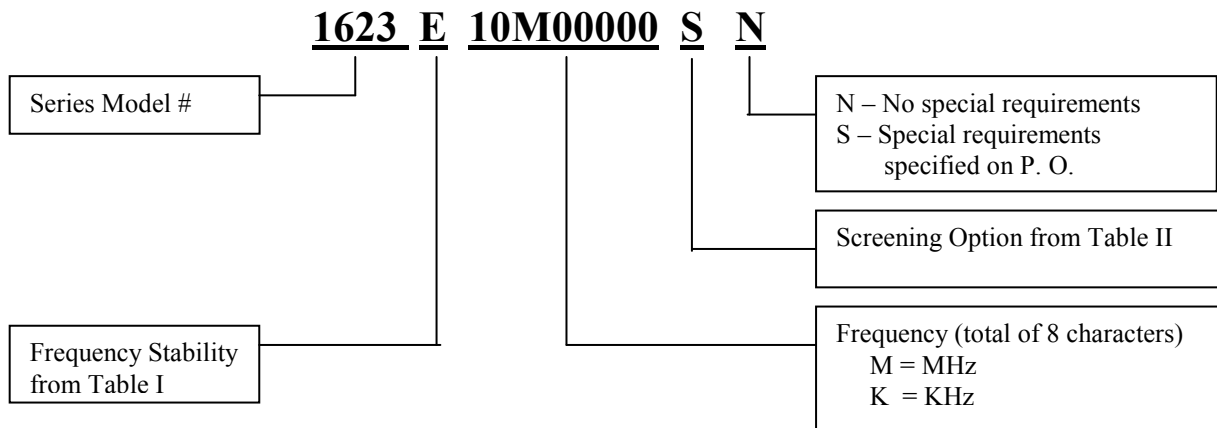 1623 E 10M00000 S N
Series Model #
N – No special requirements
S – Special requirements
specified on P. O.
Screening Option from Table II
Frequency Stability
from Table I
Frequency (total of 8 characters)
M = MHz
K = KHz